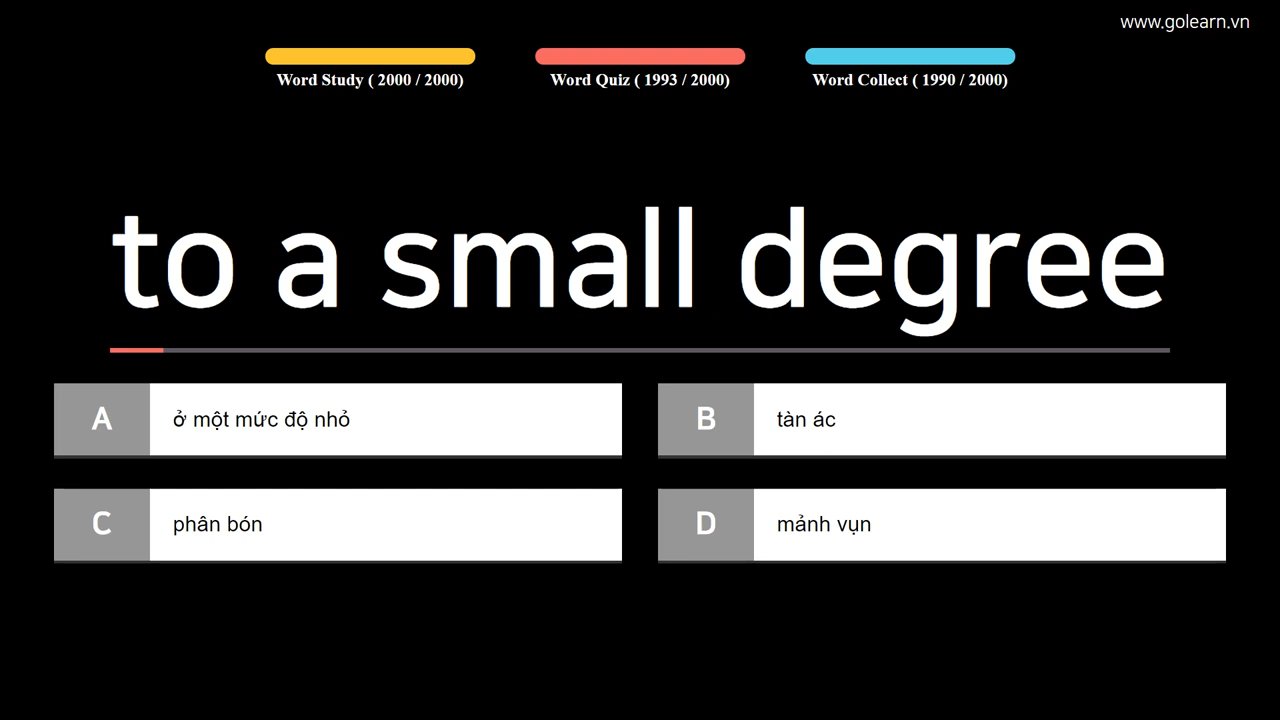 www.golearn.vn
Word Study ( 2000 / 2000)
Word Quiz ( 1993 / 2000)
Word Collect ( 1990 / 2000)
to a small degree
A ở một mức độ nhỏ
B tàn ác
C phân bón
D mảnh vụn